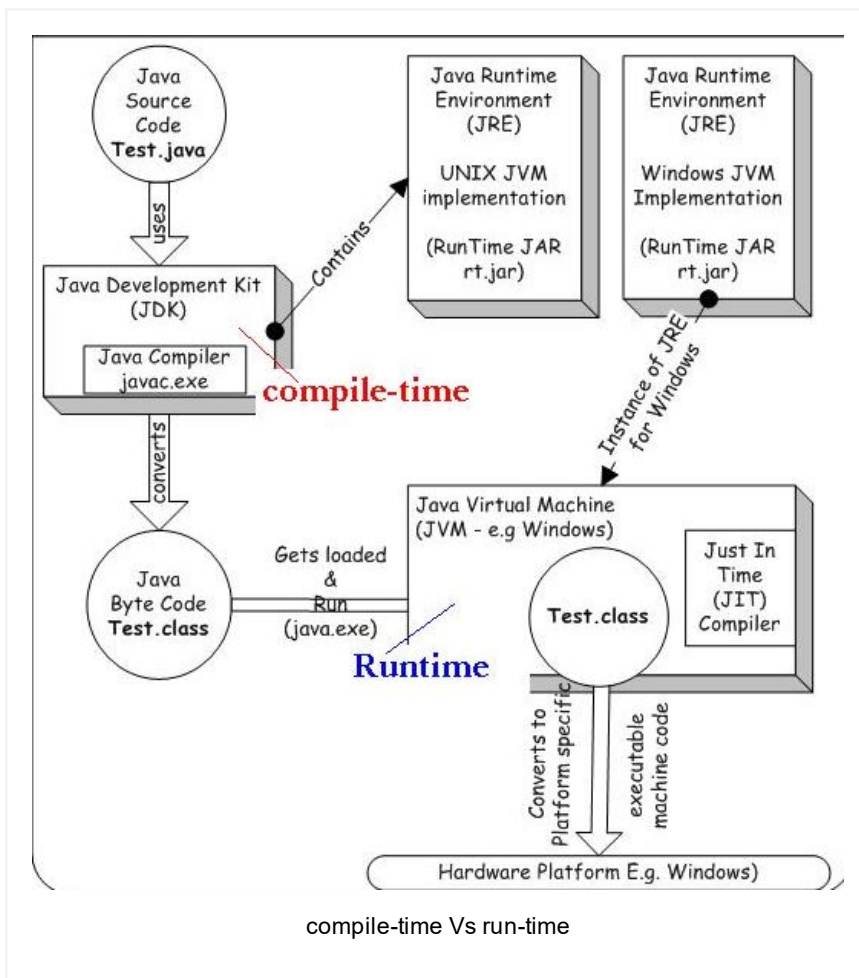 Java
Source
Code
Test.java
uses
Java Development Kit
(JDK)
Java Compiler
javac.exe
compile-time
Contains
Java Runtime
Environment
(JRE)
UNIX JVM
implementation
(RunTime JAR
rt.jar)
Java Runtime
Environment
(JRE)
Windows JVM
Implementation
(RunTime JAR
rt.jar)
Instance of JRE
for Windows
converts
Java
Byte Code
Test.class
Gets loaded
&
Run
(java.exe)
Runtime
Java Virtual Machine
(JVM - e.g Windows)
Test.class
Just In
Time
(JIT)
Compiler
Converts to
Platform specific
executable
machine code
Hardware Platform E.g. Windows)
compile-time Vs run-time